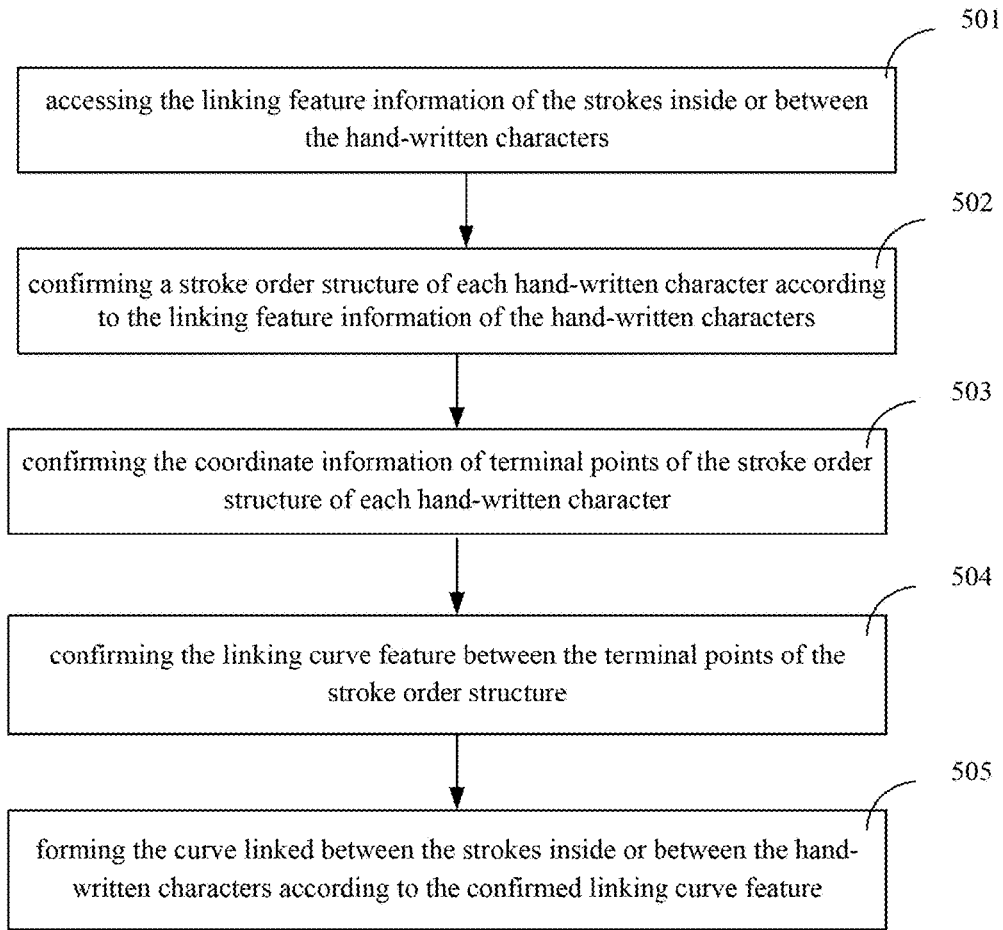 501
accessing the linking feature information of the strokes inside or between
the hand-written characters
502
confirming a stroke order structure of each hand-written character according
to the linking feature information of the hand-written characters
503
confirming the coordinate information of terminal points of the stroke order
structure of each hand-written character
504
confirming the linking curve feature between the terminal points of the
stroke order structure
505
forming the curve linked between the strokes inside or between the hand-
written characters according to the confirmed linking curve feature